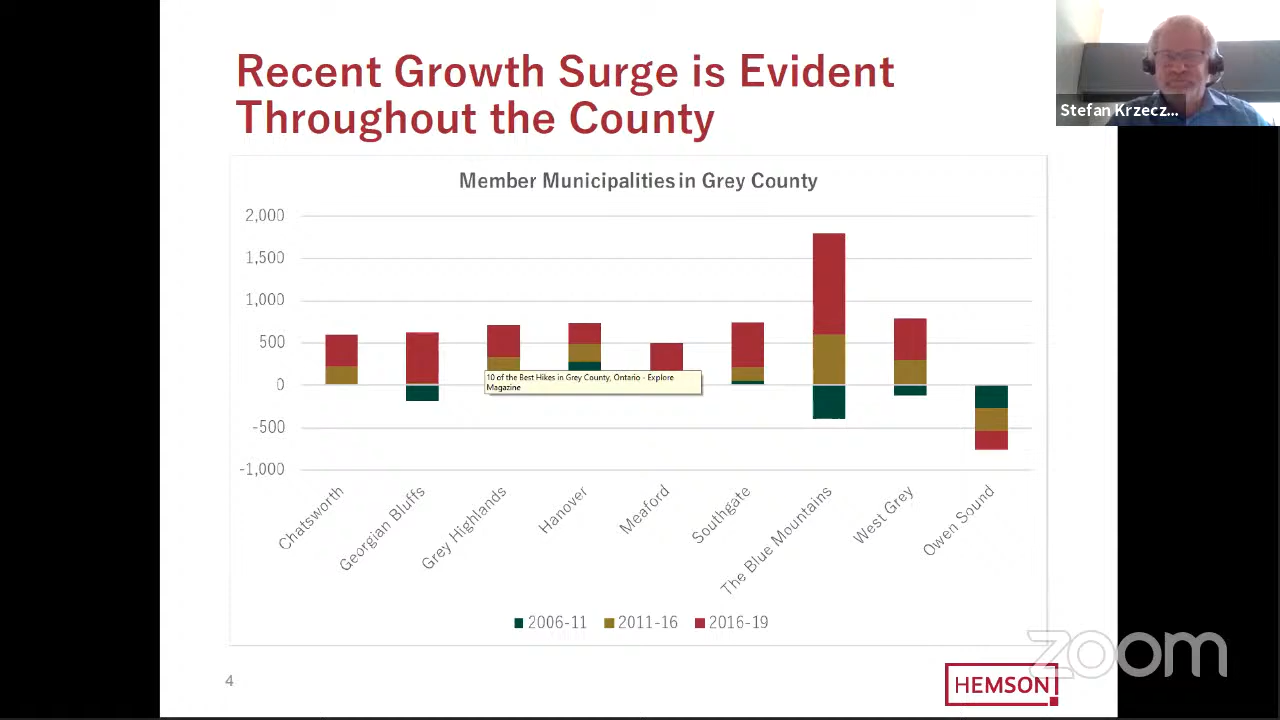 Recent Growth Surge is Evident
Throughout the County
Stefan Krzecz...
Member Municipalities in Grey County
2,000
1,500
1,000
500
0
-500
-1,000
10 of the Best Hikes in Grey County, Ontario - Explore
Magazine
Chatsworth
Georgian Bluffs
Grey Highlands
Hanover
Meaford
Southgate
The Blue Mountains
West Grey
Owen Sound
2006-11 2011-16 2016-19
zoom
4
HEMSON